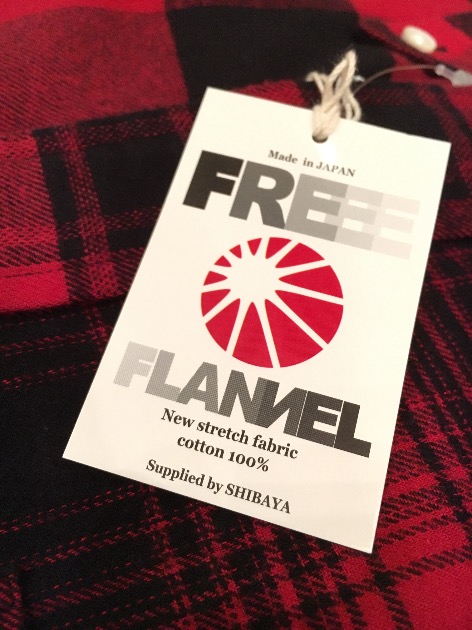 Made in JAPAN
FREEE
FLANNEL
New stretch fabric
cotton 100%
Supplied by SHIBAYA